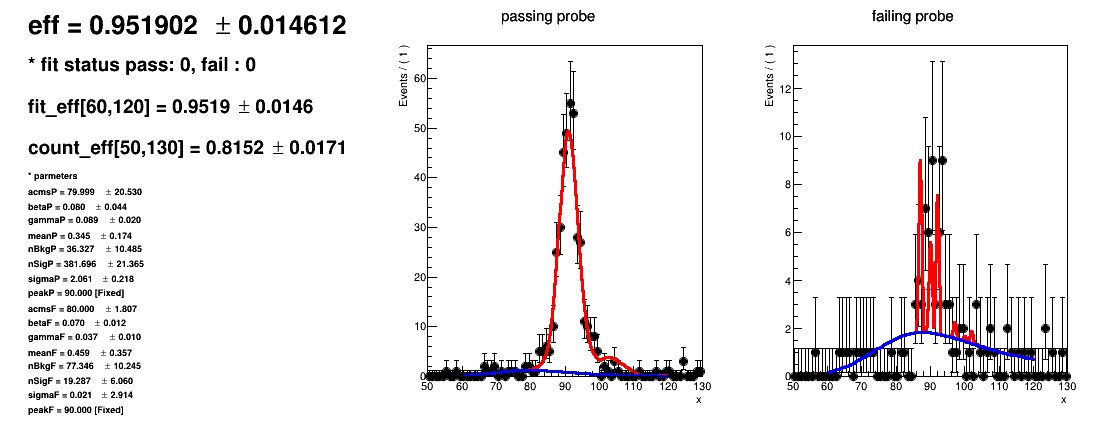 eff = 0.951902 ± 0.014612
* fit status pass: 0, fail : 0
fit_eff[60,120] = 0.9519 ± 0.0146
count_eff[50,130] = 0.8152 ± 0.0171
* parmeters
acmsP = 79.999 ± 20.530
betaP = 0.080 ± 0.044
gammaP = 0.089 ± 0.020
meanP = 0.345 ± 0.174
nBkgP = 36.327 ± 10.485
nSigP = 381.696 ± 21.365
sigmaP = 2.061 ± 0.218
peakP = 90.000 [Fixed]
acmsF = 80.000 ± 1.807
betaF = 0.070 ± 0.012
gammaF = 0.037 ± 0.010
meanF = 0.459 ± 0.357
nBkgF = 77.346 ± 10.245
nSigF = 19.287 ± 6.060
sigmaF = 0.021 ± 2.914
peakF = 90.000 [Fixed]
passing probe
Events / ( 1 )
60
50
40
30
20
10
0
50 60 70 80 90 100 110 120 130
x
failing probe
Events / ( 1 )
12
10
8
6
4
2
0
50 60 70 80 90 100 110 120 130
x